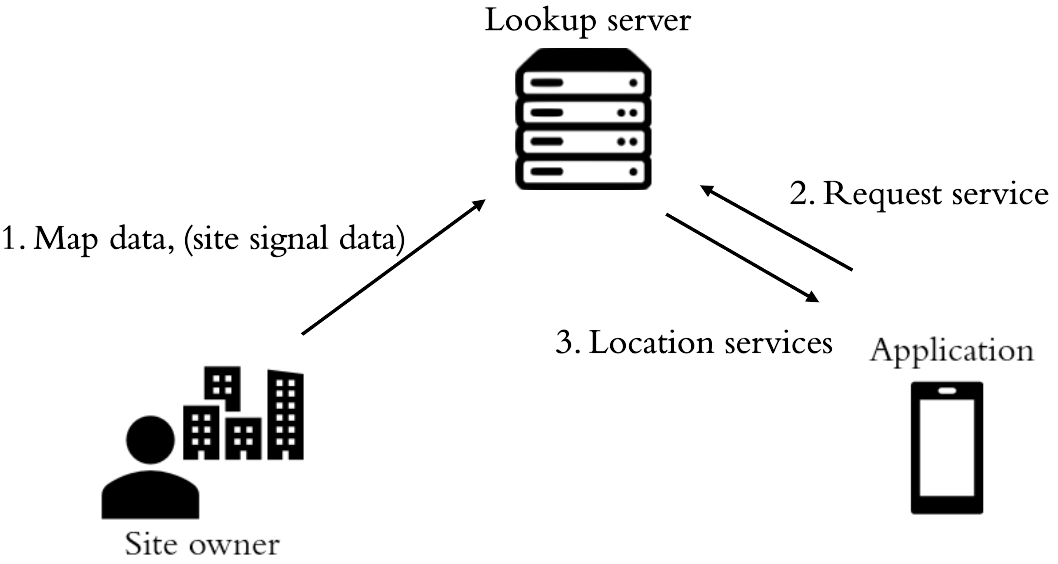 Lookup server
2. Request service
1. Map data, (site signal data)
3. Location services
Application
Site owner